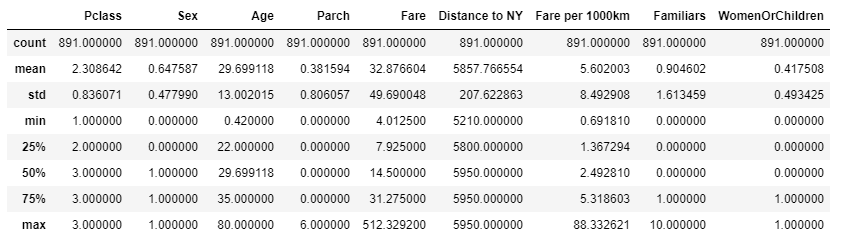 Pclass Sex Age Parch Fare Distance to NY Fare per 1000km Familiars WomenOrChildren
count 891.000000 891.000000 891.000000 891.000000 891.000000 891.000000 891.000000 891.000000 891.000000
mean 2.308642 0.647587 29.699118 0.381594 32.876604 5857.766554 5.602003 0.904602 0.417508
std 0.836071 0.477990 13.002015 0.806057 49.690048 207.622863 8.492908 1.613459 0.493425
min 1.000000 0.000000 0.420000 0.000000 4.012500 5210.000000 0.691810 0.000000 0.000000
25% 2.000000 0.000000 22.000000 0.000000 7.925000 5800.000000 1.367294 0.000000 0.000000
50% 3.000000 1.000000 29.699118 0.000000 14.500000 5950.000000 2.492810 0.000000 0.000000
75% 3.000000 1.000000 35.000000 0.000000 31.275000 5950.000000 5.318603 1.000000 1.000000
max 3.000000 1.000000 80.000000 6.000000 512.329200 5950.000000 88.332621 10.000000 1.000000